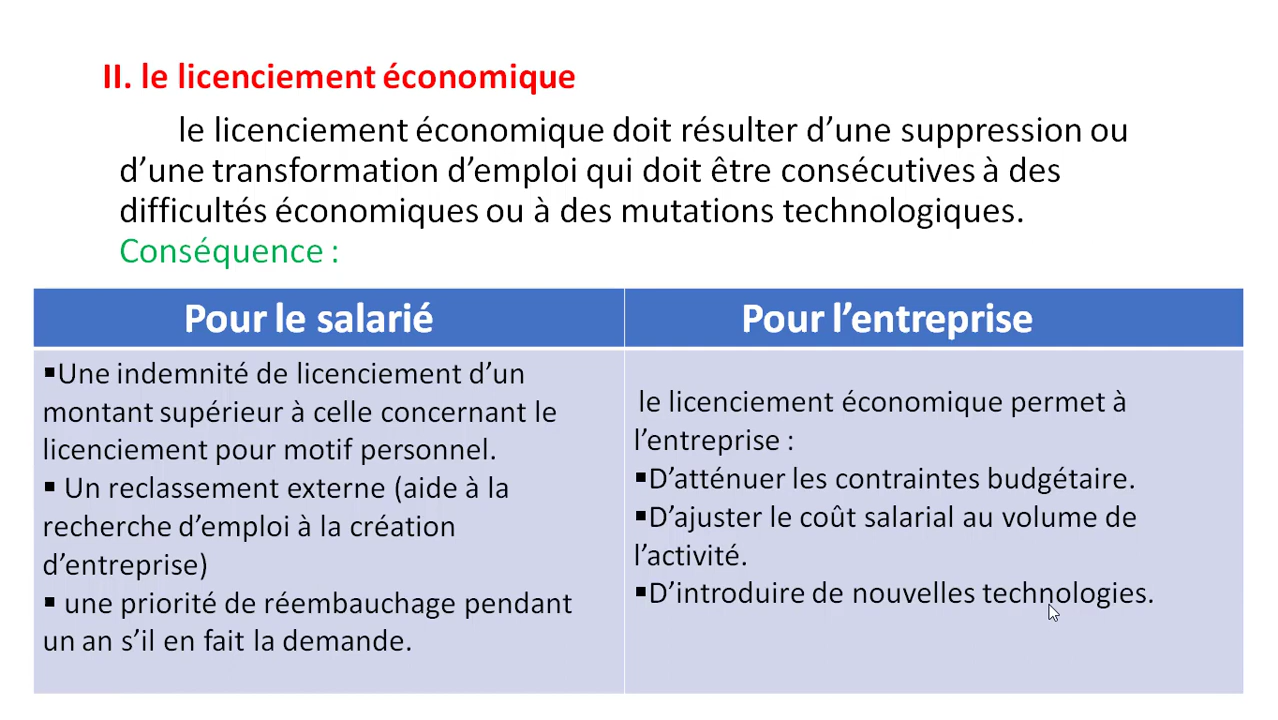 II. le licenciement économique
le licenciement économique doit résulter d’une suppression ou
d’une transformation d’emploi qui doit être consécutives à des
difficultés économiques ou à des mutations technologiques.
Conséquence :
Pour le salarié
▪Une indemnité de licenciement d’un
montant supérieur à celle concernant le
licenciement pour motif personnel.
▪ Un reclassement externe (aide à la
recherche d’emploi à la création
d’entreprise)
▪ une priorité de réembauchage pendant
un an s’il en fait la demande.
Pour l’entreprise
le licenciement économique permet à
l’entreprise :
▪D’atténuer les contraintes budgétaire.
▪D’ajuster le coût salarial au volume de
l’activité.
▪D’introduire de nouvelles technologies.